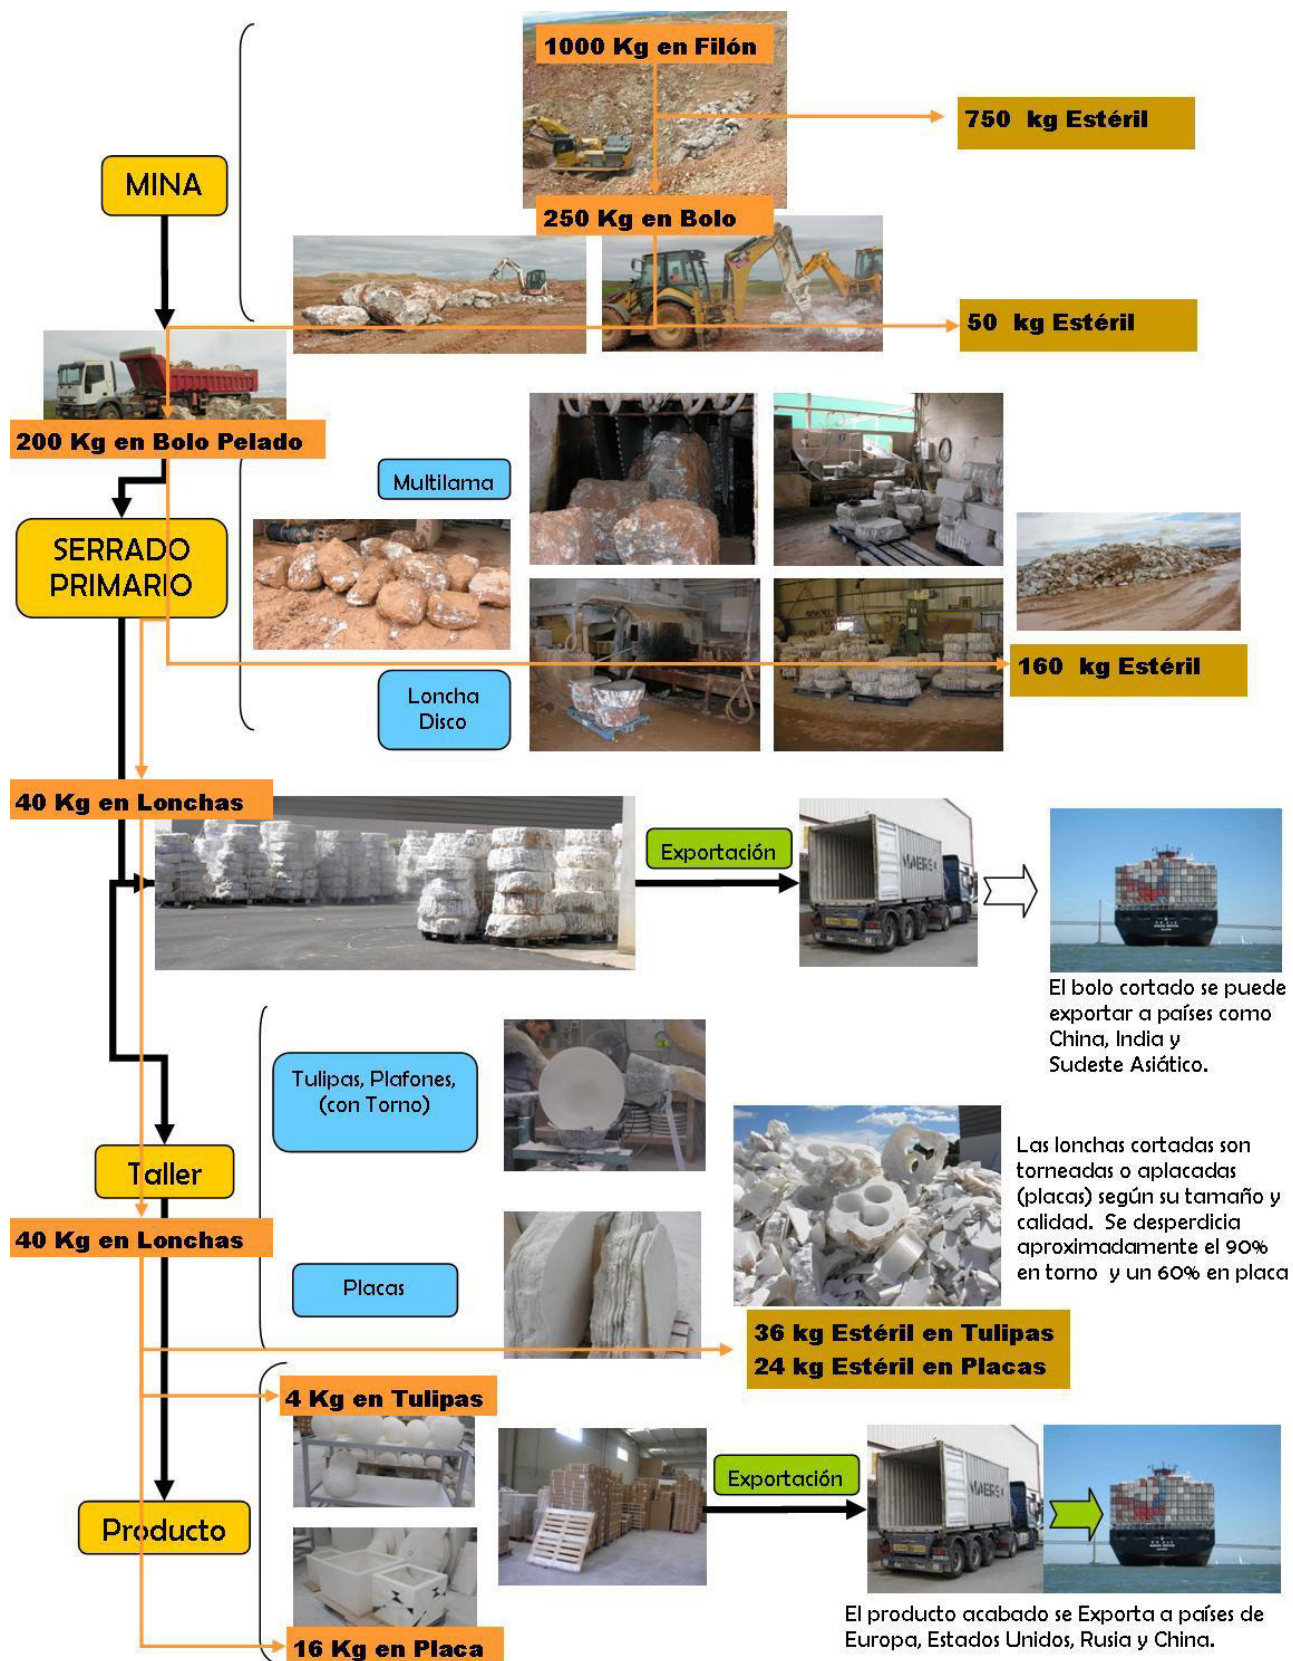 1000 Kg en Filón
750 kg Estéril
MINA
250 Kg en Bolo
50 kg Estéril
200 Kg en Bolo Pelado
Multilama
SERRADO
PRIMARIO
160 kg Estéril
Loncha
Disco
40 Kg en Lonchas
Exportación
MAERSK
El bolo cortado se puede
exportar a países como
China, India y
Sudeste Asiático.
Tulipas, Plafones,
(con Torno)
Las lonchas cortadas son
torneadas o aplacadas
(placas) según su tamaño y
calidad. Se desperdicia
aproximadamente el 90%
en torno y un 60% en placa
Taller
40 Kg en Lonchas
Placas
36 kg Estéril en Tulipas
24 kg Estéril en Placas
4 Kg en Tulipas
Exportación
MAERSK
Producto
16 Kg en Placa
El producto acabado se Exporta a países de
Europa, Estados Unidos, Rusia y China.